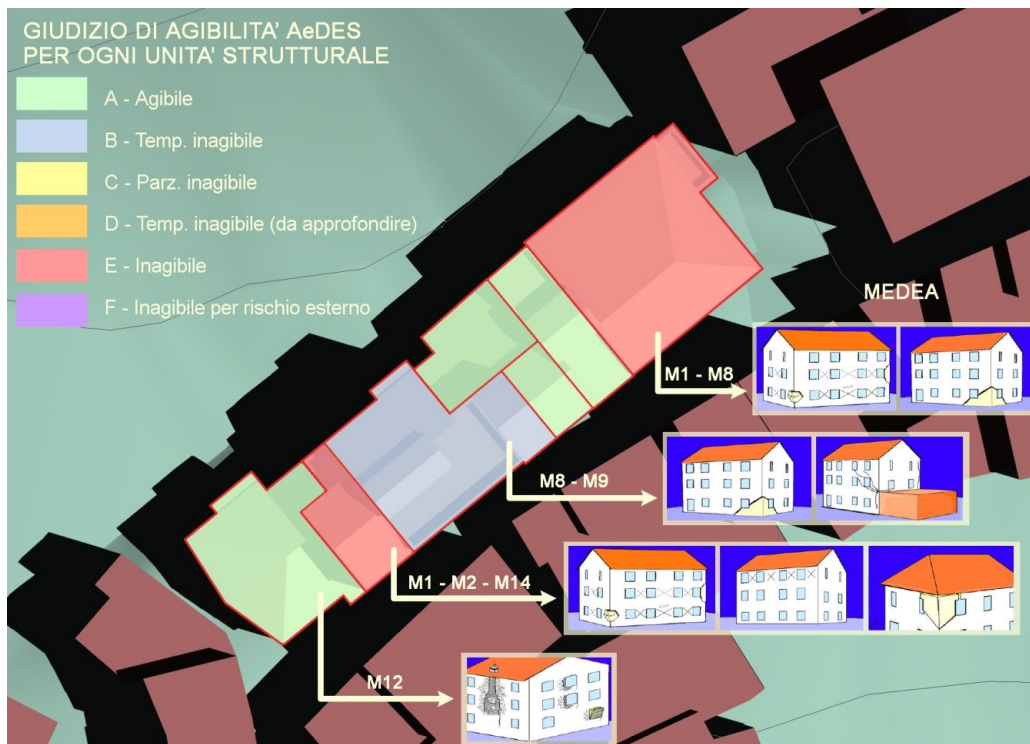 GIUDIZIO DI AGIBILITA' AeDES
PER OGNI UNITA' STRUTTURALE
A - Agibile
B - Temp. inagibile
C - Parz. inagibile
D - Temp. inagibile (da approfondire)
E - Inagibile
F - Inagibile per rischio esterno
MEDEA
M1 - M8
M8 - M9
M1 - M2 - M14
M12